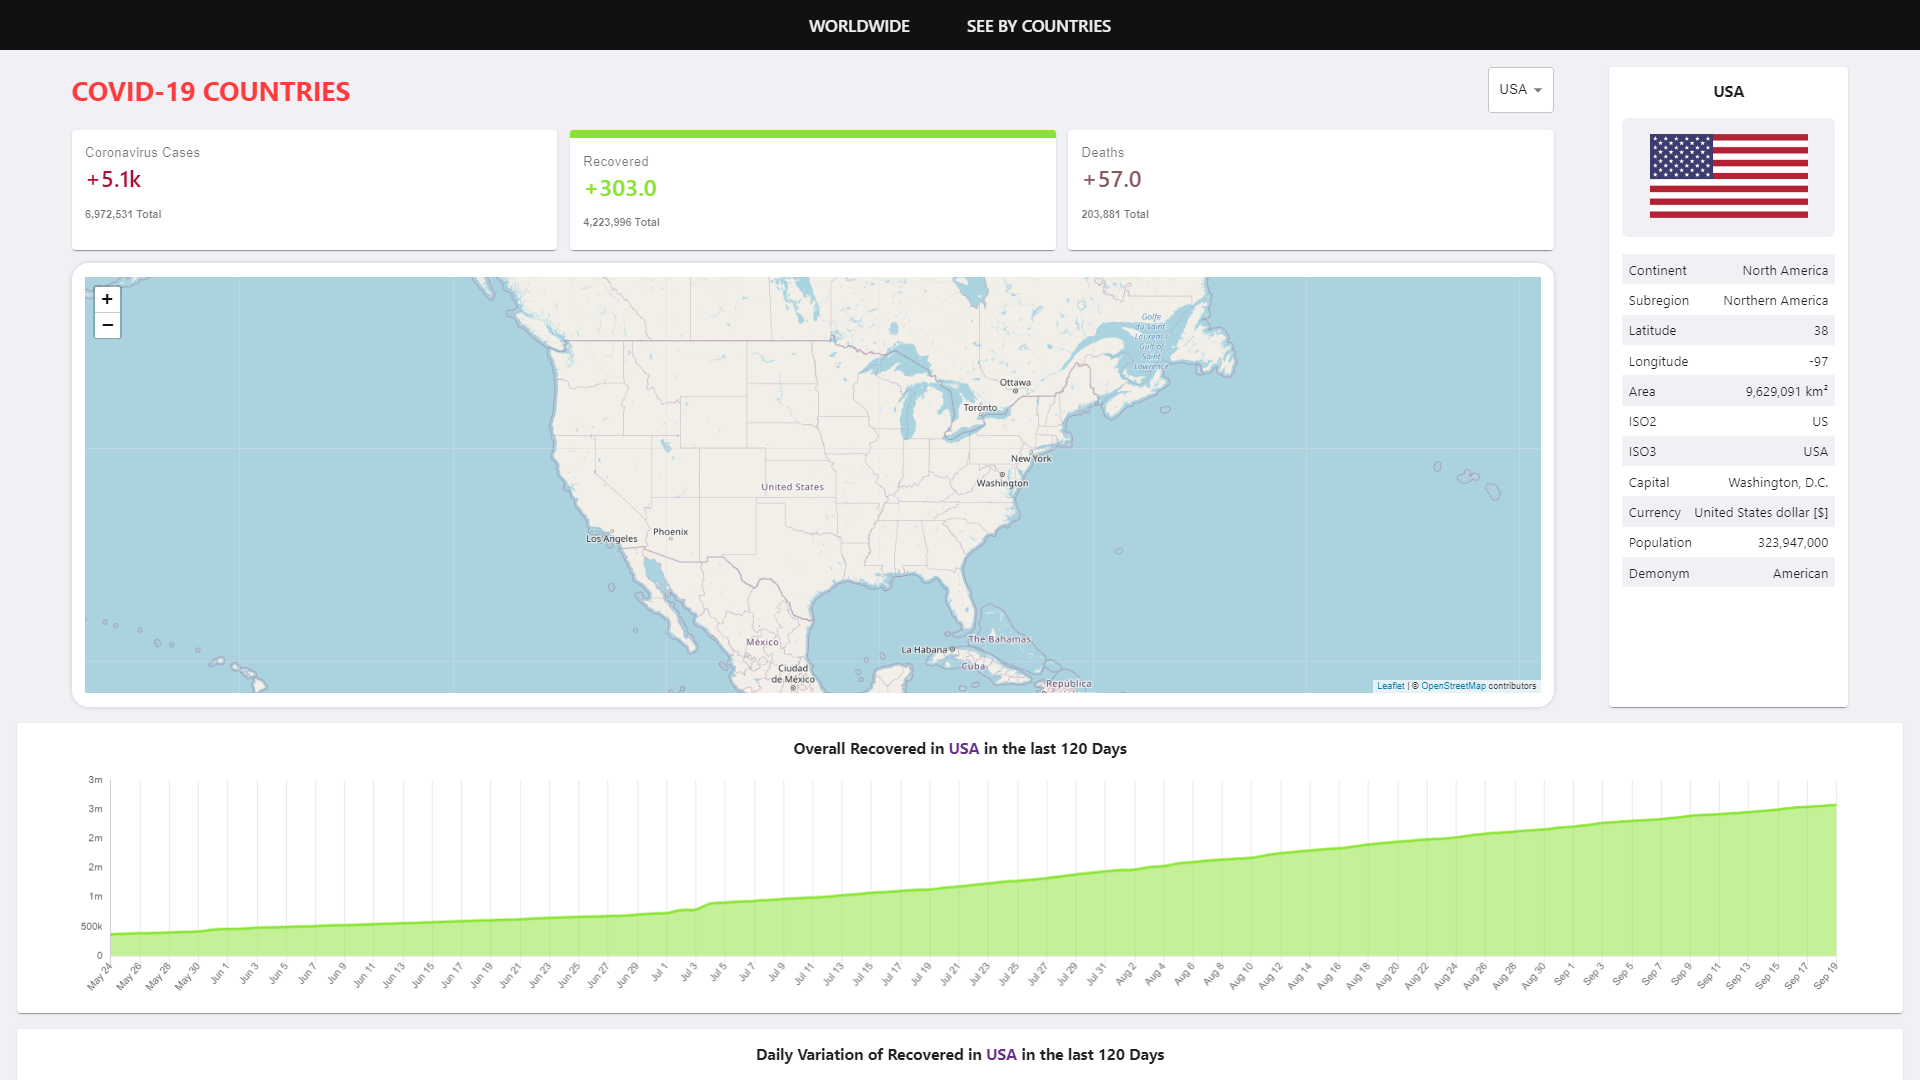 WORLDWIDE SEE BY COUNTRIES
COVID-19 COUNTRIES
USA
Coronavirus Cases
+5.1k
6,972,531 Total
Recovered
+303.0
4,223,996 Total
Deaths
+57.0
203,881 Total
+
−
Golfe
du Saint-
Laurent /
Gulf of
Saint
Lawrence
Ottawa
Toronto
New York
Washington
United States
Phoenix
Los Angeles
México
Ciudad
de México
La Habana
The Bahamas
Cuba
República
Leaflet | © OpenStreetMap contributors
USA
Continent North America
Subregion Northern America
Latitude 38
Longitude -97
Area 9,629,091 km²
ISO2 US
ISO3 USA
Capital Washington, D.C.
Currency United States dollar [$]
Population 323,947,000
Demonym American
Overall Recovered in USA in the last 120 Days
3m
3m
2m
2m
1m
500k
0
May 24 May 26 May 28 May 30 Jun 1 Jun 3 Jun 5 Jun 7 Jun 9 Jun 11 Jun 13 Jun 15 Jun 17 Jun 19 Jun 21 Jun 23 Jun 25 Jun 27 Jun 29 Jul 1 Jul 3 Jul 5 Jul 7 Jul 9 Jul 11 Jul 13 Jul 15 Jul 17 Jul 19 Jul 21 Jul 23 Jul 25 Jul 27 Jul 29 Jul 31 Aug 2 Aug 4 Aug 6 Aug 8 Aug 10 Aug 12 Aug 14 Aug 16 Aug 18 Aug 20 Aug 22 Aug 24 Aug 26 Aug 28 Aug 30 Sep 1 Sep 3 Sep 5 Sep 7 Sep 9 Sep 11 Sep 13 Sep 15 Sep 17 Sep 19
Daily Variation of Recovered in USA in the last 120 Days